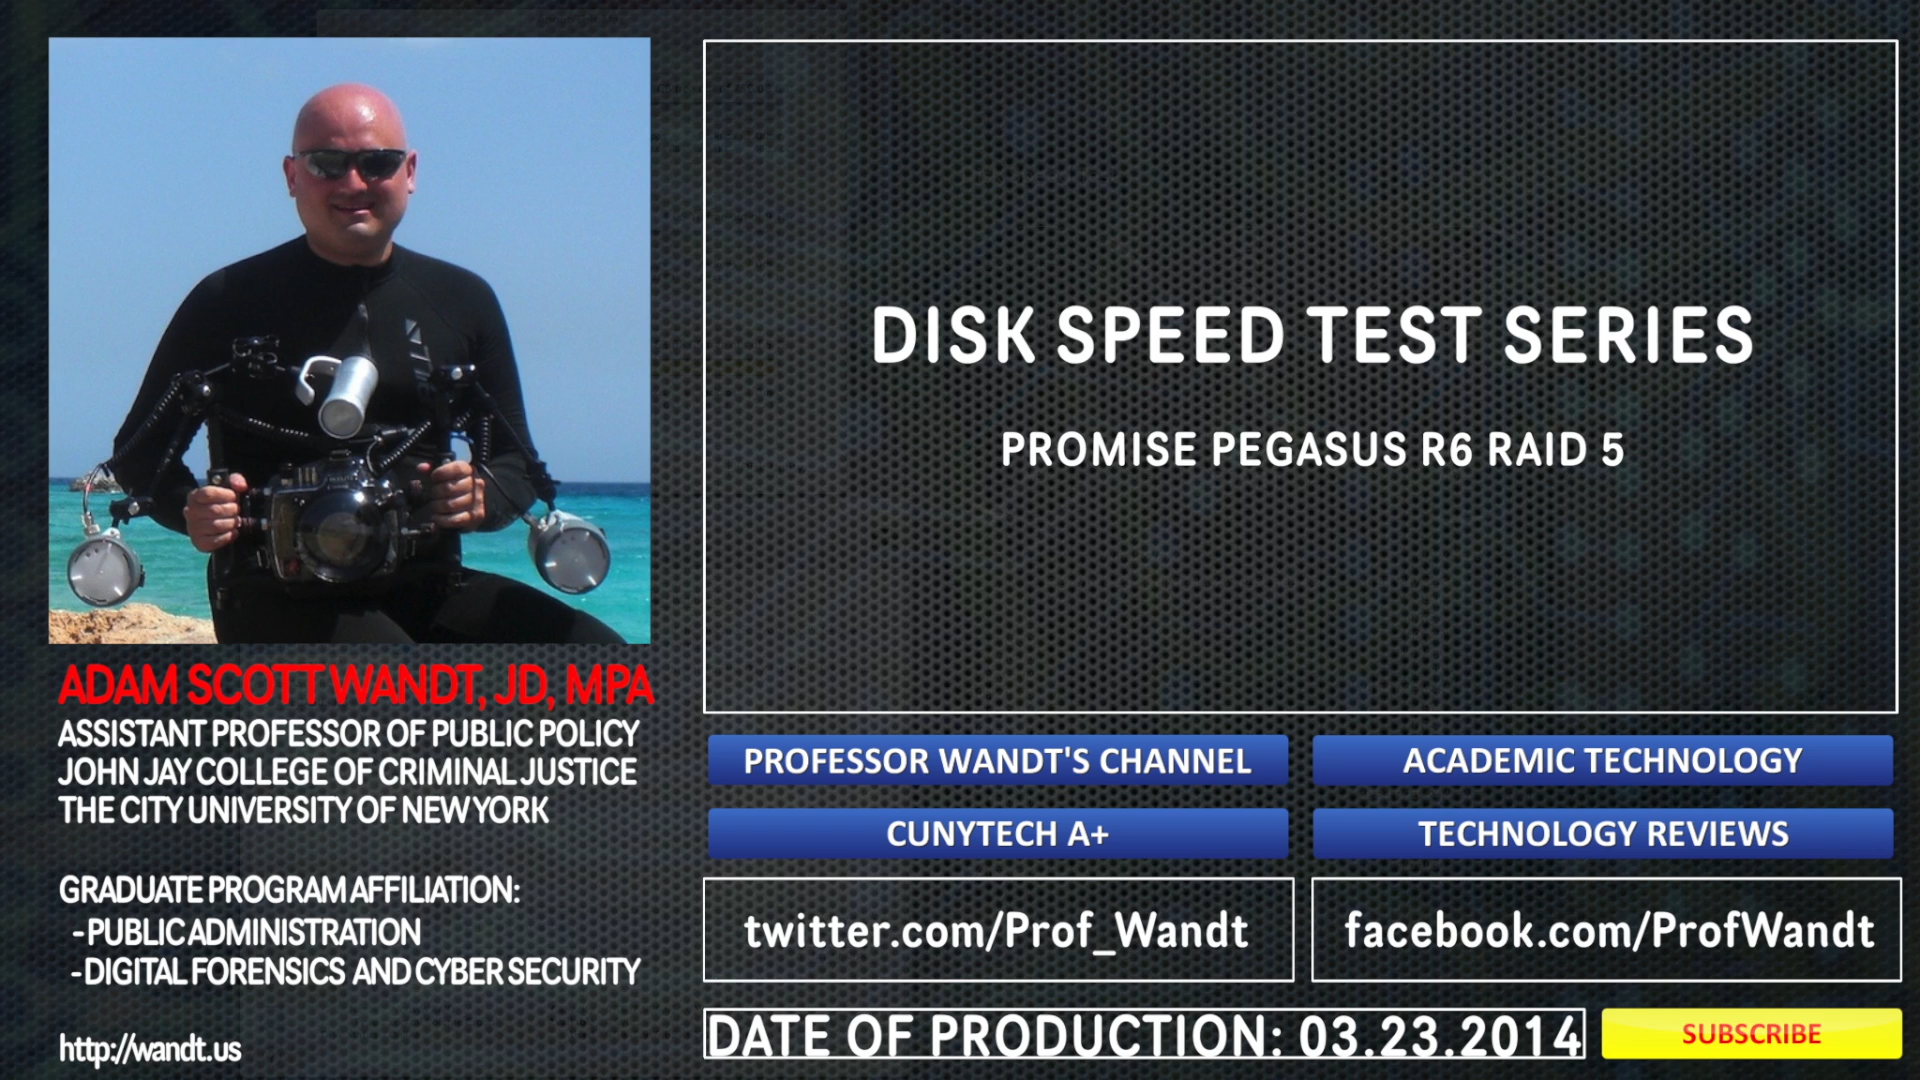 ADAM SCOTT WANDT, JD, MPA
ASSISTANT PROFESSOR OF PUBLIC POLICY
JOHN JAY COLLEGE OF CRIMINAL JUSTICE
THE CITY UNIVERSITY OF NEW YORK
GRADUATE PROGRAM AFFILIATION:
- PUBLIC ADMINISTRATION
- DIGITAL FORENSICS AND CYBER SECURITY
http://wandt.us
DISK SPEED TEST SERIES
PROMISE PEGASUS R6 RAID 5
PROFESSOR WANDT'S CHANNEL
ACADEMIC TECHNOLOGY
CUNYTECH A+
TECHNOLOGY REVIEWS
twitter.com/Prof_Wandt
facebook.com/ProfWandt
DATE OF PRODUCTION: 03.23.2014
SUBSCRIBE